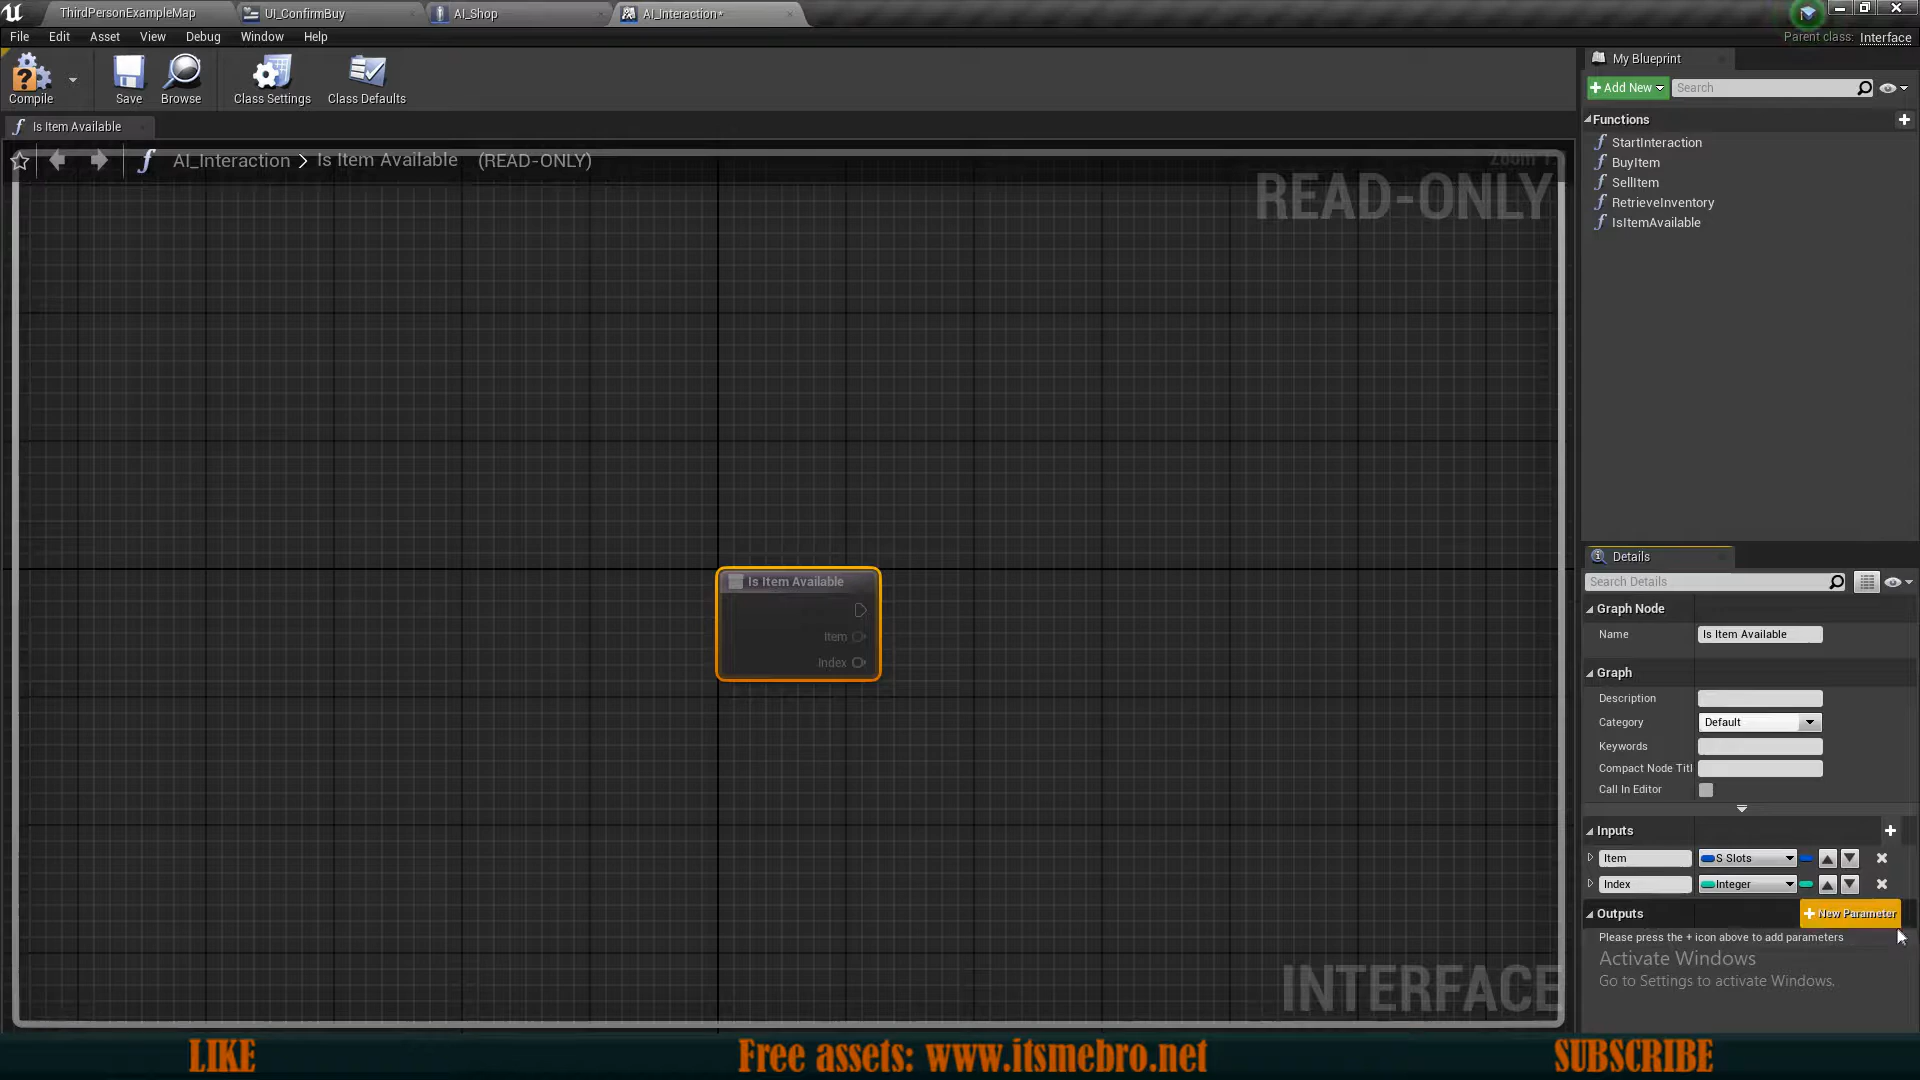 ThirdPersonExampleMap
UI_ConfirmBuy
AI_Shop
AI_Interaction*
File Edit Asset View Debug Window Help
Parent class: Interface
Compile
Save
Browse
Class Settings
Class Defaults
Is Item Available
AI_Interaction > Is Item Available (READ-ONLY)
READ-ONLY
Is Item Available
Item
Index
INTERFACE
My Blueprint
Add New
Search
Functions
StartInteraction
BuyItem
SellItem
RetrieveInventory
IsItemAvailable
Details
Search Details
Graph Node
Name Is Item Available
Graph
Description
Category Default
Keywords
Compact Node Titl
Call In Editor
Inputs
Item S Slots
Index Integer
Outputs New Parameter
Please press the + icon above to add parameters
Activate Windows
Go to Settings to activate Windows.
LIKE
Free assets: www.itsmebro.net
SUBSCRIBE